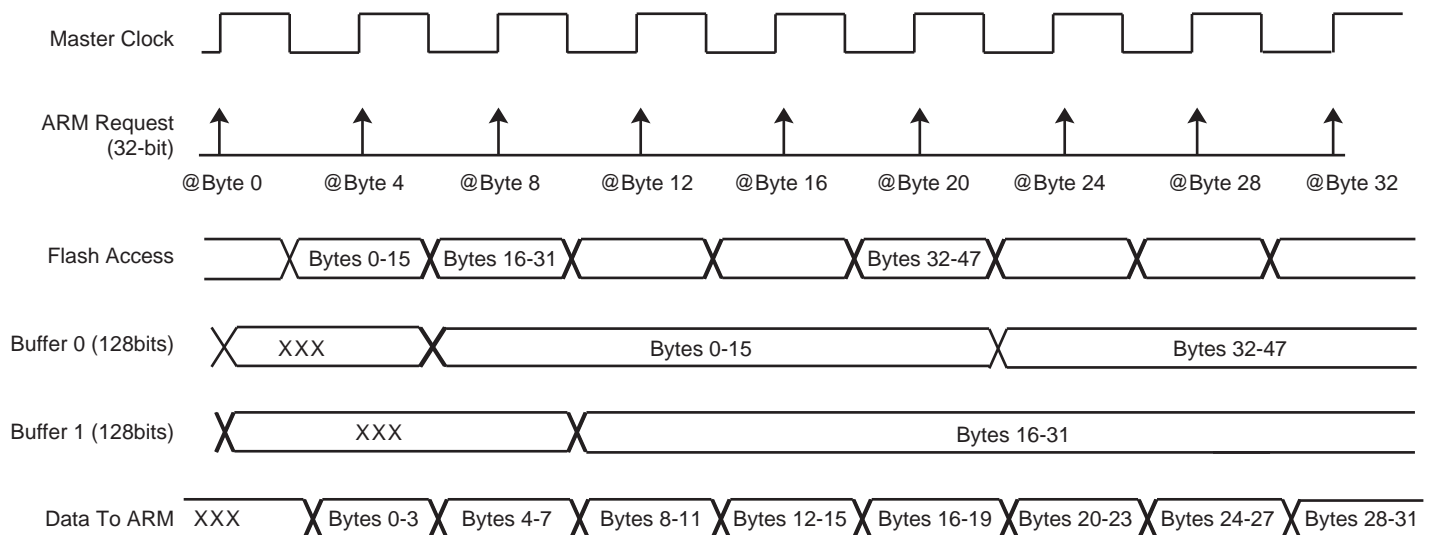 Master Clock
ARM Request
(32-bit)
@Byte 0 @Byte 4 @Byte 8 @Byte 12 @Byte 16 @Byte 20 @Byte 24 @Byte 28 @Byte 32
Flash Access Bytes 0-15 Bytes 16-31 Bytes 32-47
Buffer 0 (128bits) XXX Bytes 0-15 Bytes 32-47
Buffer 1 (128bits) XXX Bytes 16-31
Data To ARM XXX Bytes 0-3 Bytes 4-7 Bytes 8-11 Bytes 12-15 Bytes 16-19 Bytes 20-23 Bytes 24-27 Bytes 28-31